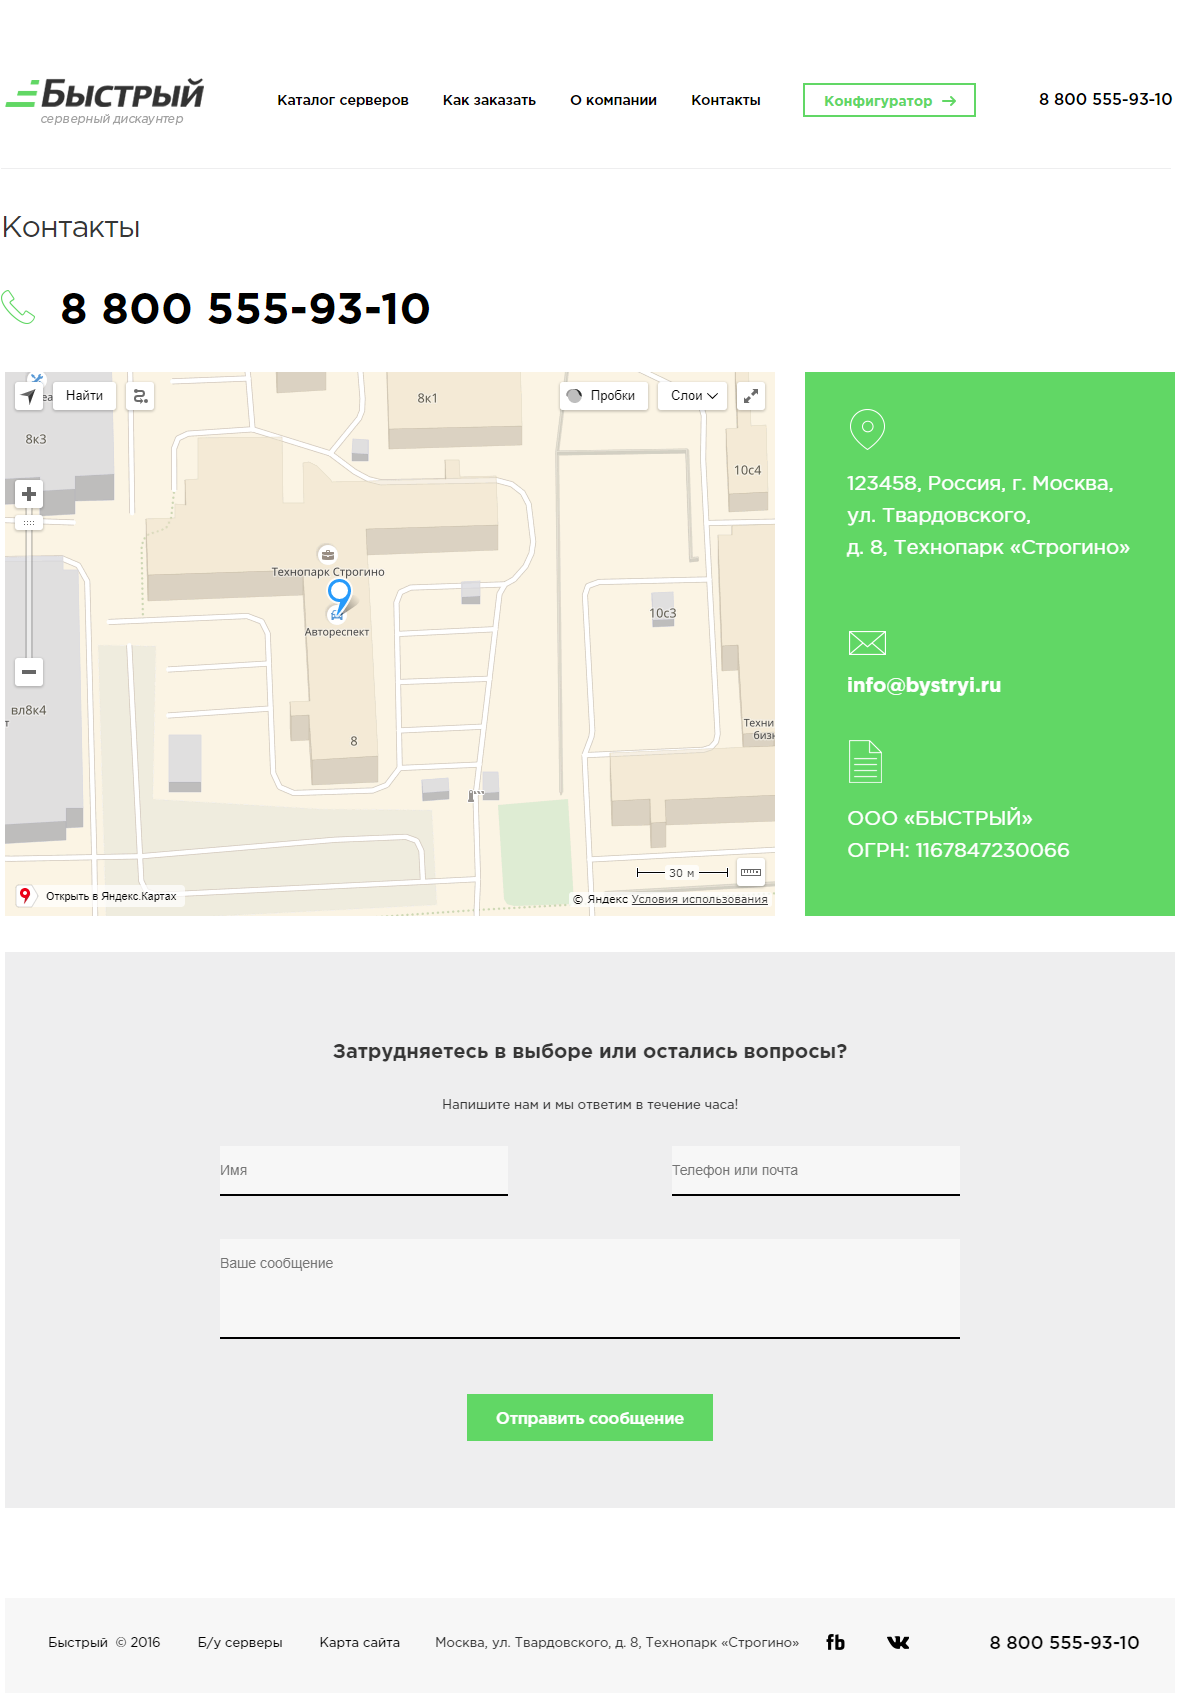 Быстрый
серверный дискаунтер
Каталог серверов
Как заказать
О компании
Контакты
Конфигуратор
8 800 555-93-10
Контакты
8 800 555-93-10
Найти
Пробки
Слои
8к1
8к3
10с4
Технопарк Строгино
Автореспект
10с3
вл8к4
8
30 м
Открыть в Яндекс.Картах
© Яндекс Условия использования
123458, Россия, г. Москва,
ул. Твардовского,
д. 8, Технопарк «Строгино»
info@bystryi.ru
ООО «БЫСТРЫЙ»
ОГРН: 1167847230066
Затрудняетесь в выборе или остались вопросы?
Напишите нам и мы ответим в течение часа!
Имя
Телефон или почта
Ваше сообщение
Отправить сообщение
Быстрый © 2016
Б/у серверы
Карта сайта
Москва, ул. Твардовского, д. 8, Технопарк «Строгино»
fb
8 800 555-93-10